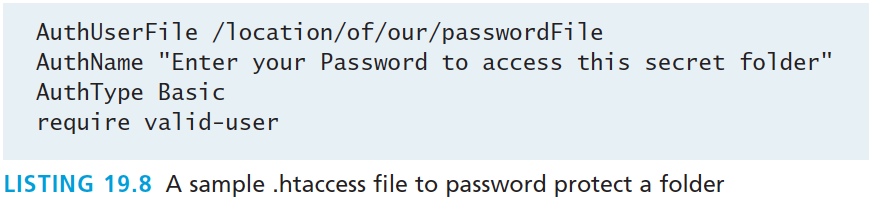 AuthUserFile /location/of/our/passwordFile
AuthName "Enter your Password to access this secret folder"
AuthType Basic
require valid-user
LISTING 19.8 A sample .htaccess file to password protect a folder